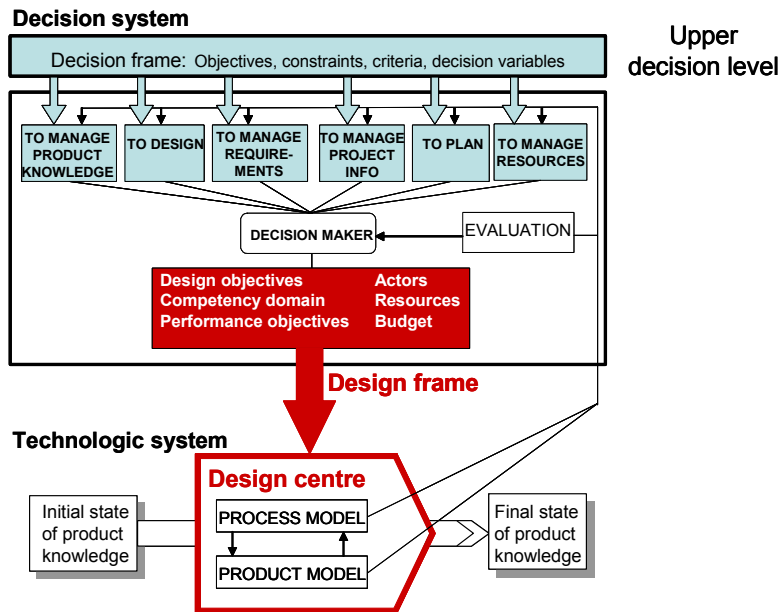 Decision system
Upper
decision level
Decision frame: Objectives, constraints, criteria, decision variables
TO MANAGE
PRODUCT
KNOWLEDGE
TO DESIGN
TO MANAGE
REQUIRE-
MENTS
TO MANAGE
PROJECT
INFO
TO PLAN
TO MANAGE
RESOURCES
DECISION MAKER
EVALUATION
Design objectives
Competency domain
Performance objectives
Actors
Resources
Budget
Design frame
Technologic system
Design centre
Initial state
of product
knowledge
PROCESS MODEL
PRODUCT MODEL
Final state
of product
knowledge